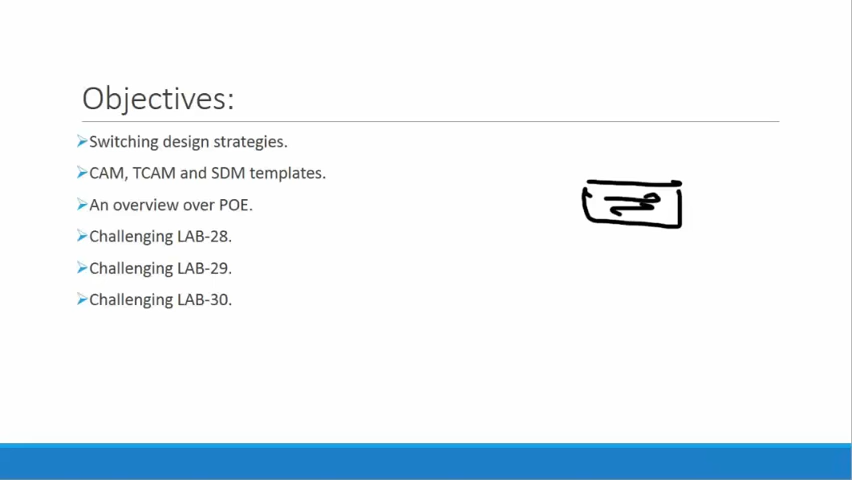 Objectives:
Switching design strategies.
CAM, TCAM and SDM templates.
An overview over POE.
Challenging LAB-28.
Challenging LAB-29.
Challenging LAB-30.